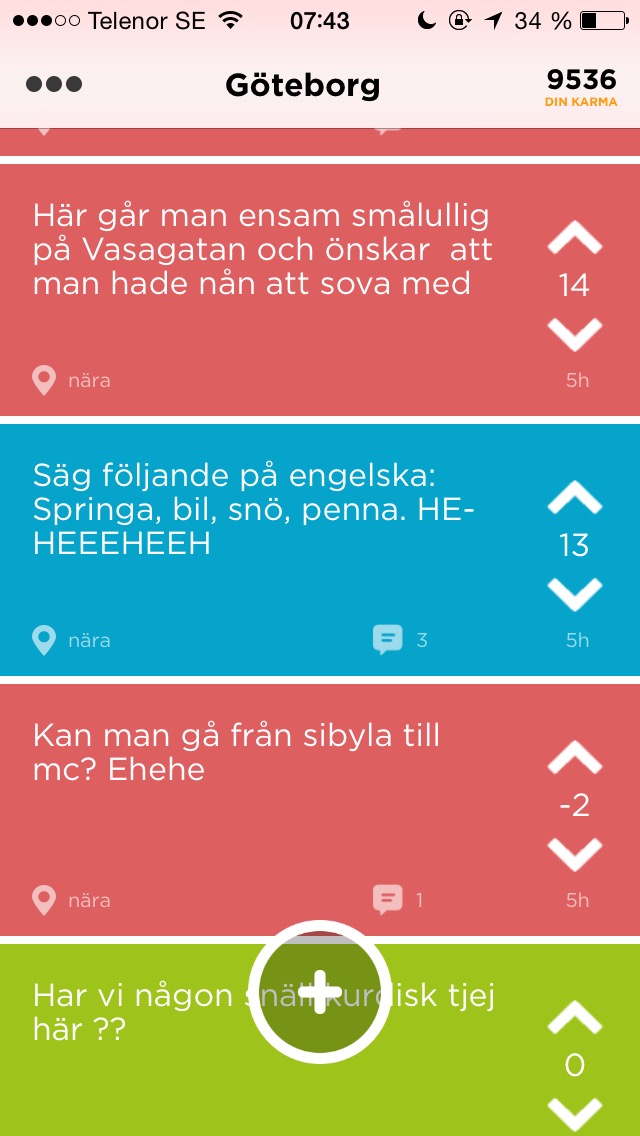 Telenor SE 07:43 34 %
Göteborg
9536
DIN KARMA
Här går man ensam smålullig
på Vasagatan och önskar att
man hade nån att sova med
14
nära 5h
Säg följande på engelska:
Springa, bil, snö, penna. HE-
HEEEHEEH
13
nära 3 5h
Kan man gå från sibyla till
mc? Ehehe
-2
nära 1 5h
Har vi någon snäll kurdisk tjej
här ??
0